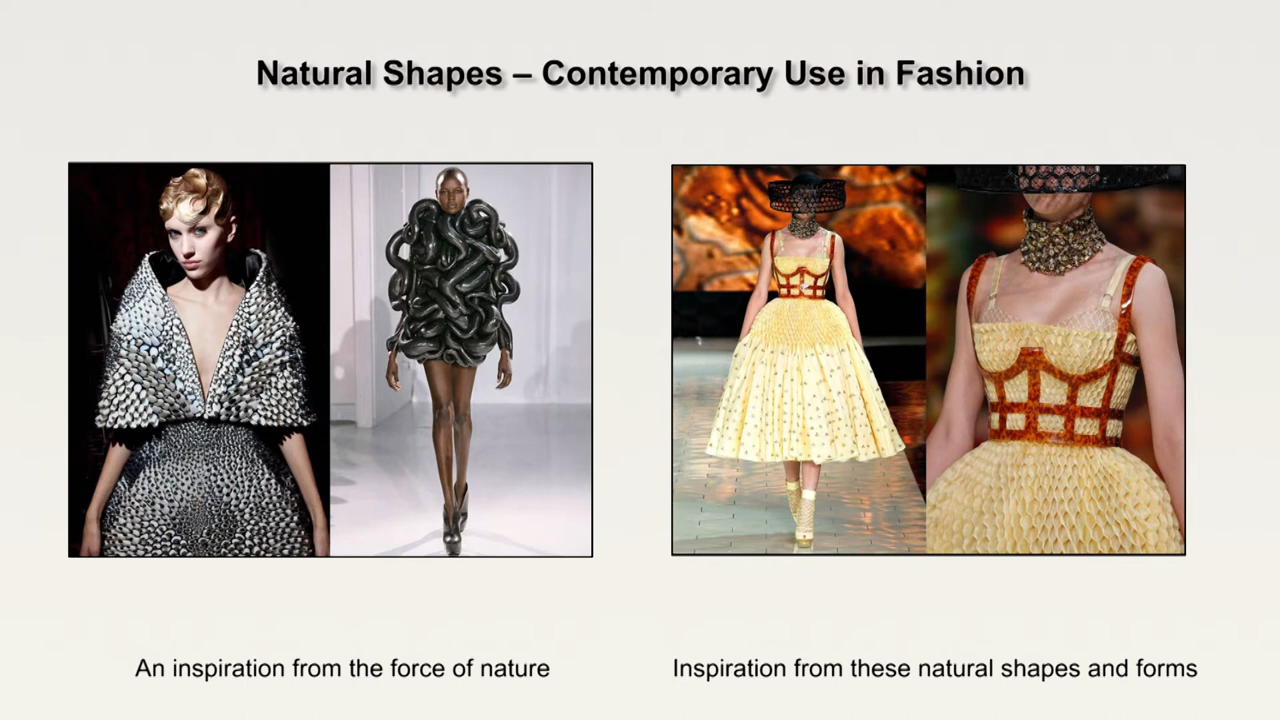 Natural Shapes – Contemporary Use in Fashion
An inspiration from the force of nature
Inspiration from these natural shapes and forms